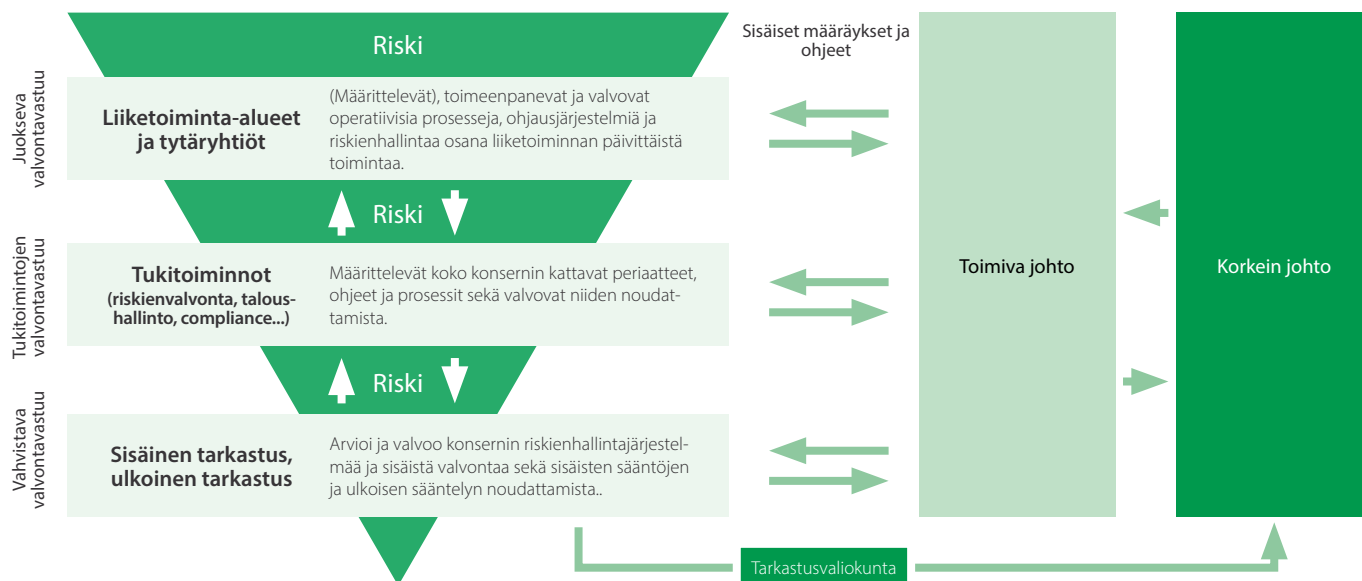 Riski
Sisäiset määräykset ja
ohjeet
Juokseva
valvontavastuu
Liiketoiminta-alueet
ja tytäryhtiöt
(Määrittelevät), toimeenpanevat ja valvovat
operatiivisia prosesseja, ohjausjärjestelmiä ja
riskienhallintaa osana liiketoiminnan päivittäistä
toimintaa.
Riski
Tukitoimintojen
valvontavastuu
Tukitoiminnot
(riskienvalvonta, talous-
hallinto, compliance...)
Määrittelevät koko konsernin kattavat periaatteet,
ohjeet ja prosessit sekä valvovat niiden noudat-
tamista.
Toimiva johto
Korkein johto
Riski
Vahvistava
valvontavastuu
Sisäinen tarkastus,
ulkoinen tarkastus
Arvioi ja valvoo konsernin riskienhallintajärjestel-
mää ja sisäistä valvontaa sekä sisäisten sääntöjen
ja ulkoisen sääntelyn noudattamista..
Tarkastusvaliokunta